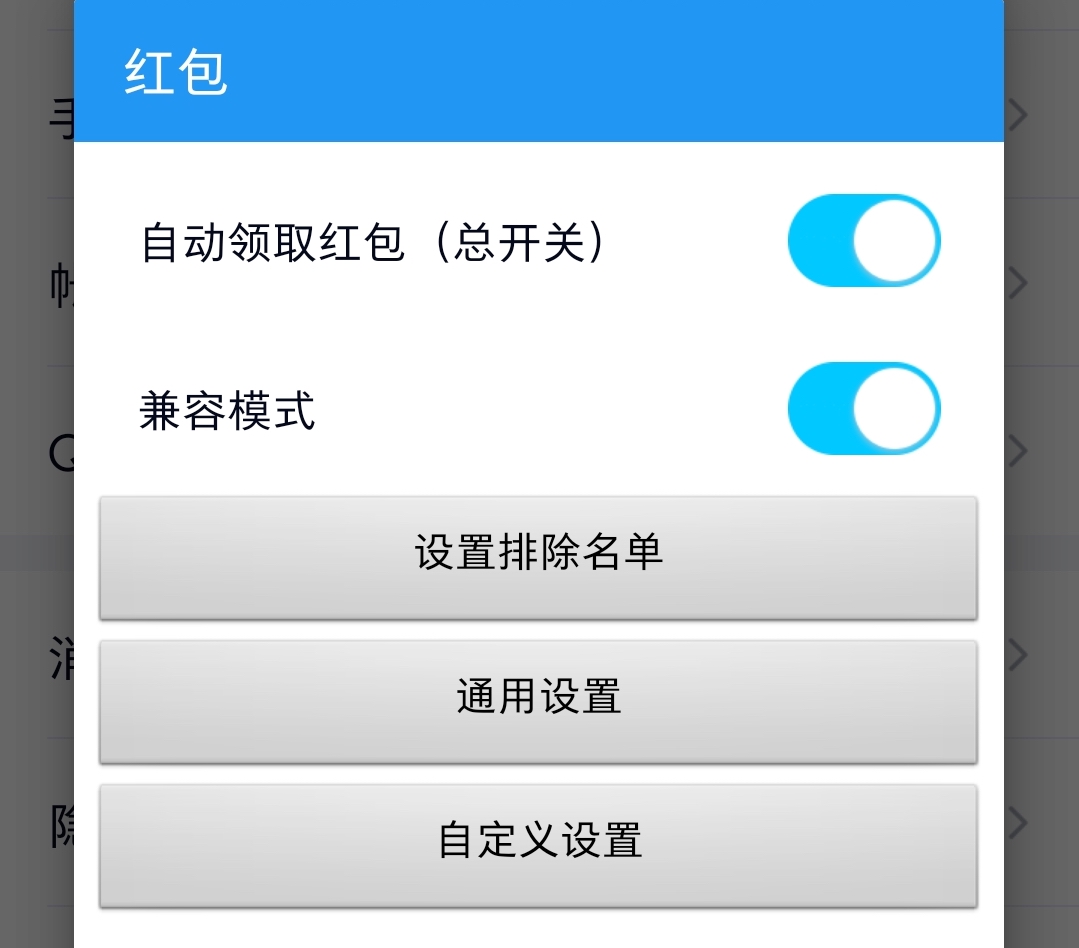 红包
自动领取红包（总开关）
兼容模式
设置排除名单
通用设置
自定义设置